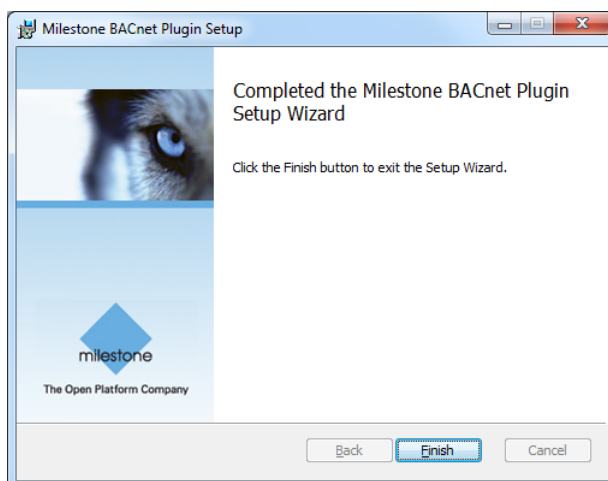 Milestone BACnet Plugin Setup
Completed the Milestone BACnet Plugin
Setup Wizard
Click the Finish button to exit the Setup Wizard.
milestone
The Open Platform Company
Back
Finish
Cancel